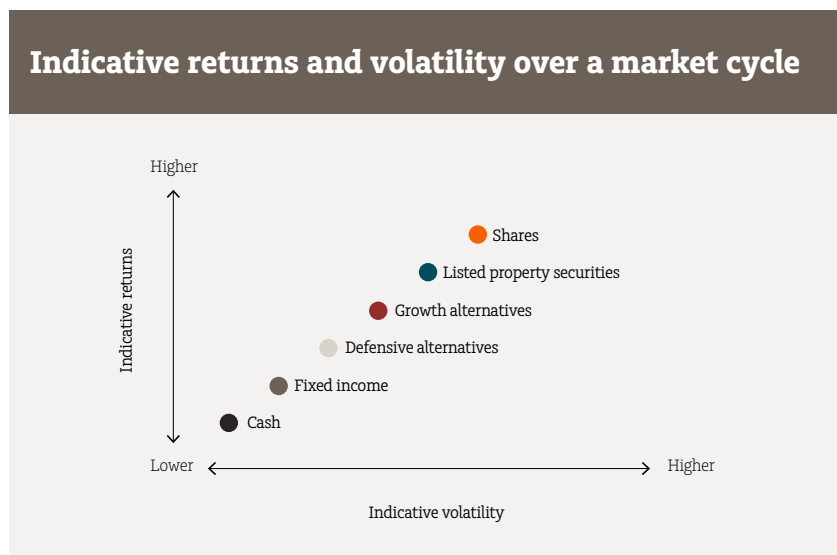 Indicative returns and volatility over a market cycle
Higher
Indicative returns
Shares
Listed property securities
Growth alternatives
Defensive alternatives
Fixed income
Cash
Lower
Higher
Indicative volatility